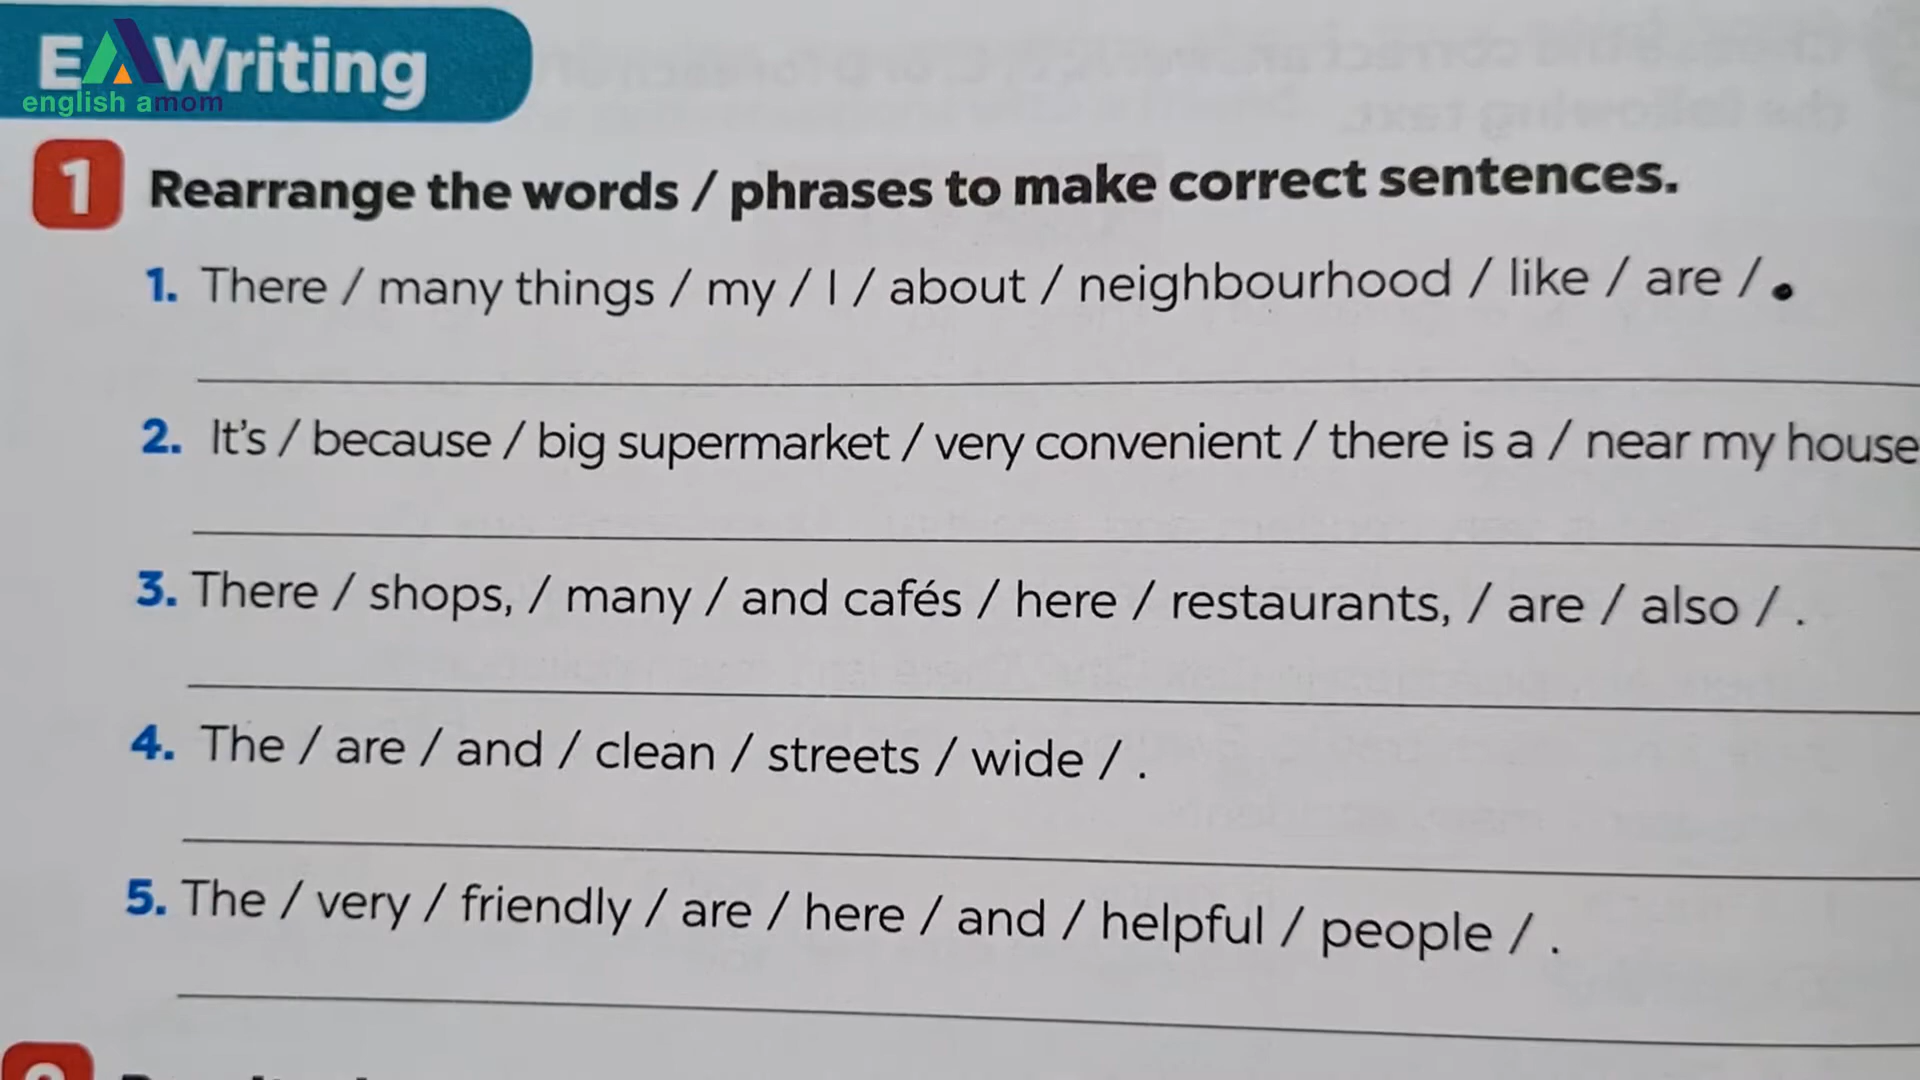 E Writing
english amom
1 Rearrange the words / phrases to make correct sentences.
1. There / many things / my / I / about / neighbourhood / like / are / .
2. It's / because / big supermarket / very convenient / there is a / near my house
3. There / shops, / many / and cafés / here / restaurants, / are / also / .
4. The / are / and / clean / streets / wide / .
5. The / very / friendly / are / here / and / helpful / people / .